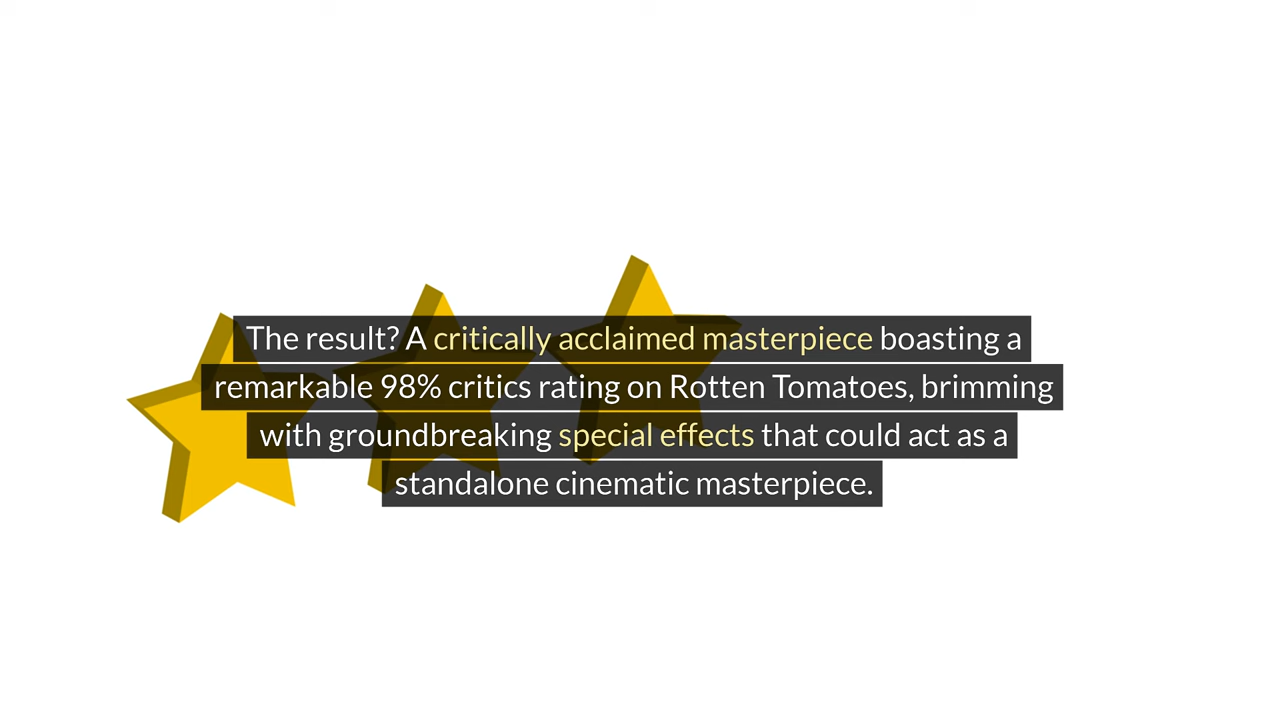 The result? A critically acclaimed masterpiece boasting a
remarkable 98% critics rating on Rotten Tomatoes, brimming
with groundbreaking special effects that could act as a
standalone cinematic masterpiece.